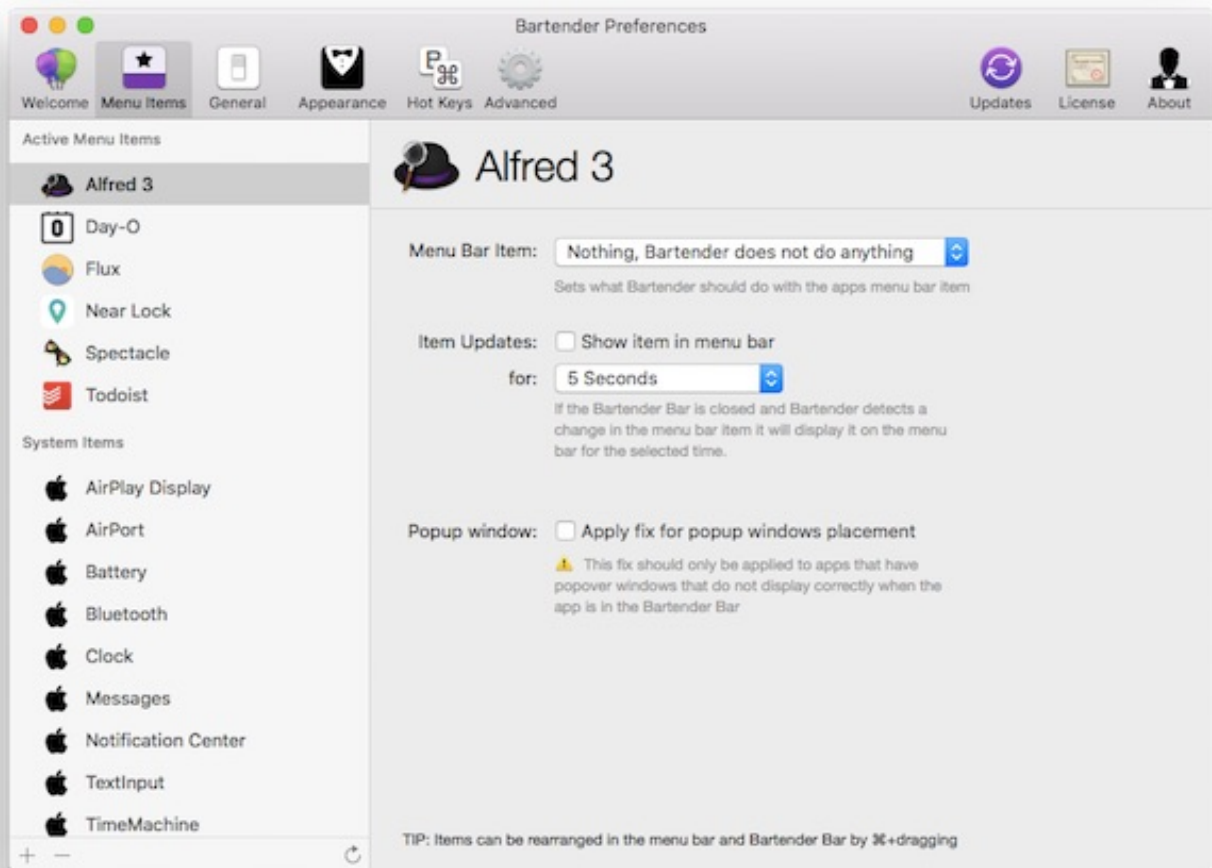 Bartender Preferences
Welcome Menu Items General Appearance Hot Keys Advanced Updates License About
Active Menu Items
Alfred 3
Day-O
Flux
Near Lock
Spectacle
Todoist
System Items
AirPlay Display
AirPort
Battery
Bluetooth
Clock
Messages
Notification Center
TextInput
TimeMachine
Alfred 3
Menu Bar Item: Nothing, Bartender does not do anything
Sets what Bartender should do with the apps menu bar item
Item Updates: Show item in menu bar
for: 5 Seconds
If the Bartender Bar is closed and Bartender detects a
change in the menu bar item it will display it on the menu
bar for the selected time.
Popup window: Apply fix for popup windows placement
This fix should only be applied to apps that have
popover windows that do not display correctly when the
app is in the Bartender Bar
TIP: Items can be rearranged in the menu bar and Bartender Bar by ⌘+dragging